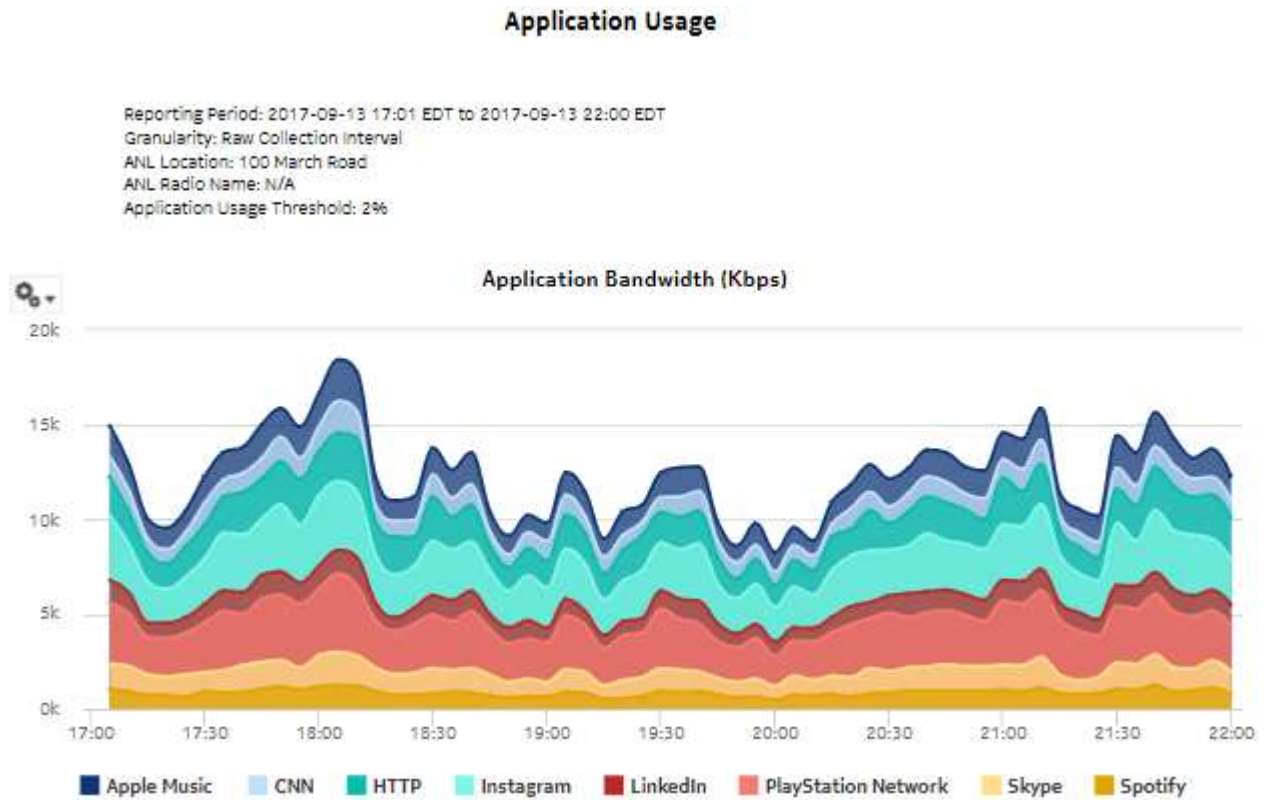 Application Usage
Reporting Period: 2017-09-13 17:01 EDT to 2017-09-13 22:00 EDT
Granularity: Raw Collection Interval
ANL Location: 100 March Road
ANL Radio Name: N/A
Application Usage Threshold: 2%
Application Bandwidth (Kbps)
20k
15k
10k
5k
0k
17:00 17:30 18:00 18:30 19:00 19:30 20:00 20:30 21:00 21:30 22:00
Apple Music CNN HTTP Instagram LinkedIn PlayStation Network Skype Spotify